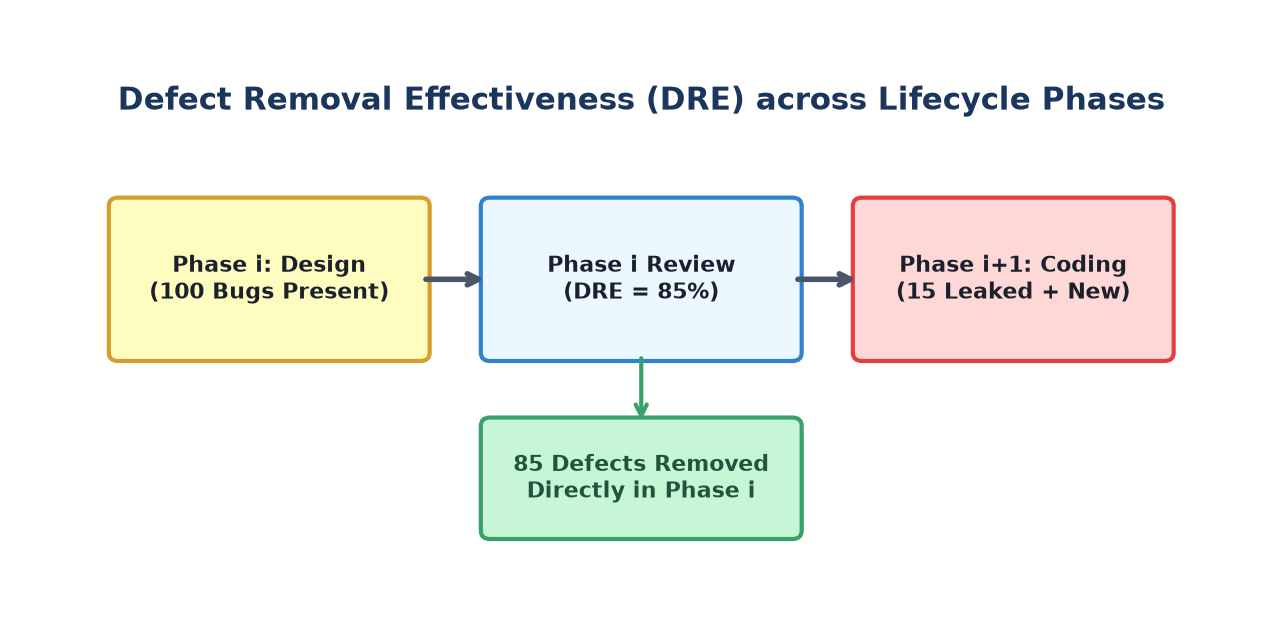 Defect Removal Effectiveness (DRE) across Lifecycle Phases
Phase i: Design
(100 Bugs Present)
Phase i Review
(DRE = 85%)
Phase i+1: Coding
(15 Leaked + New)
85 Defects Removed
Directly in Phase i